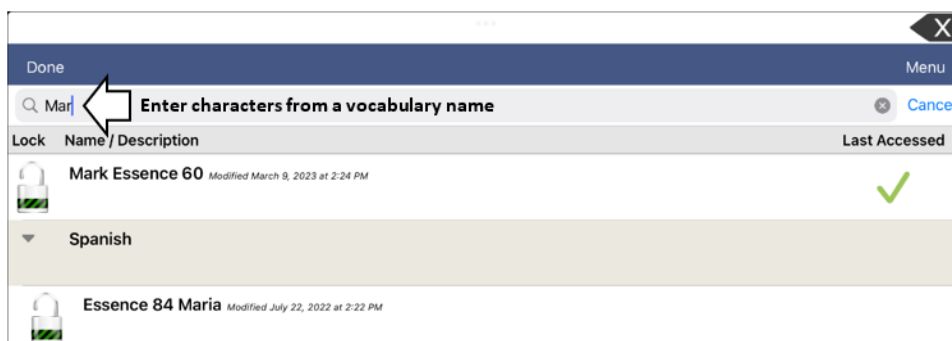 X
Done Menu
Mar Enter characters from a vocabulary name Cance
Lock Name / Description Last Accessed
Mark Essence 60 Modified March 9, 2023 at 2:24 PM
Spanish
Essence 84 Maria Modified July 22, 2022 at 2:22 PM